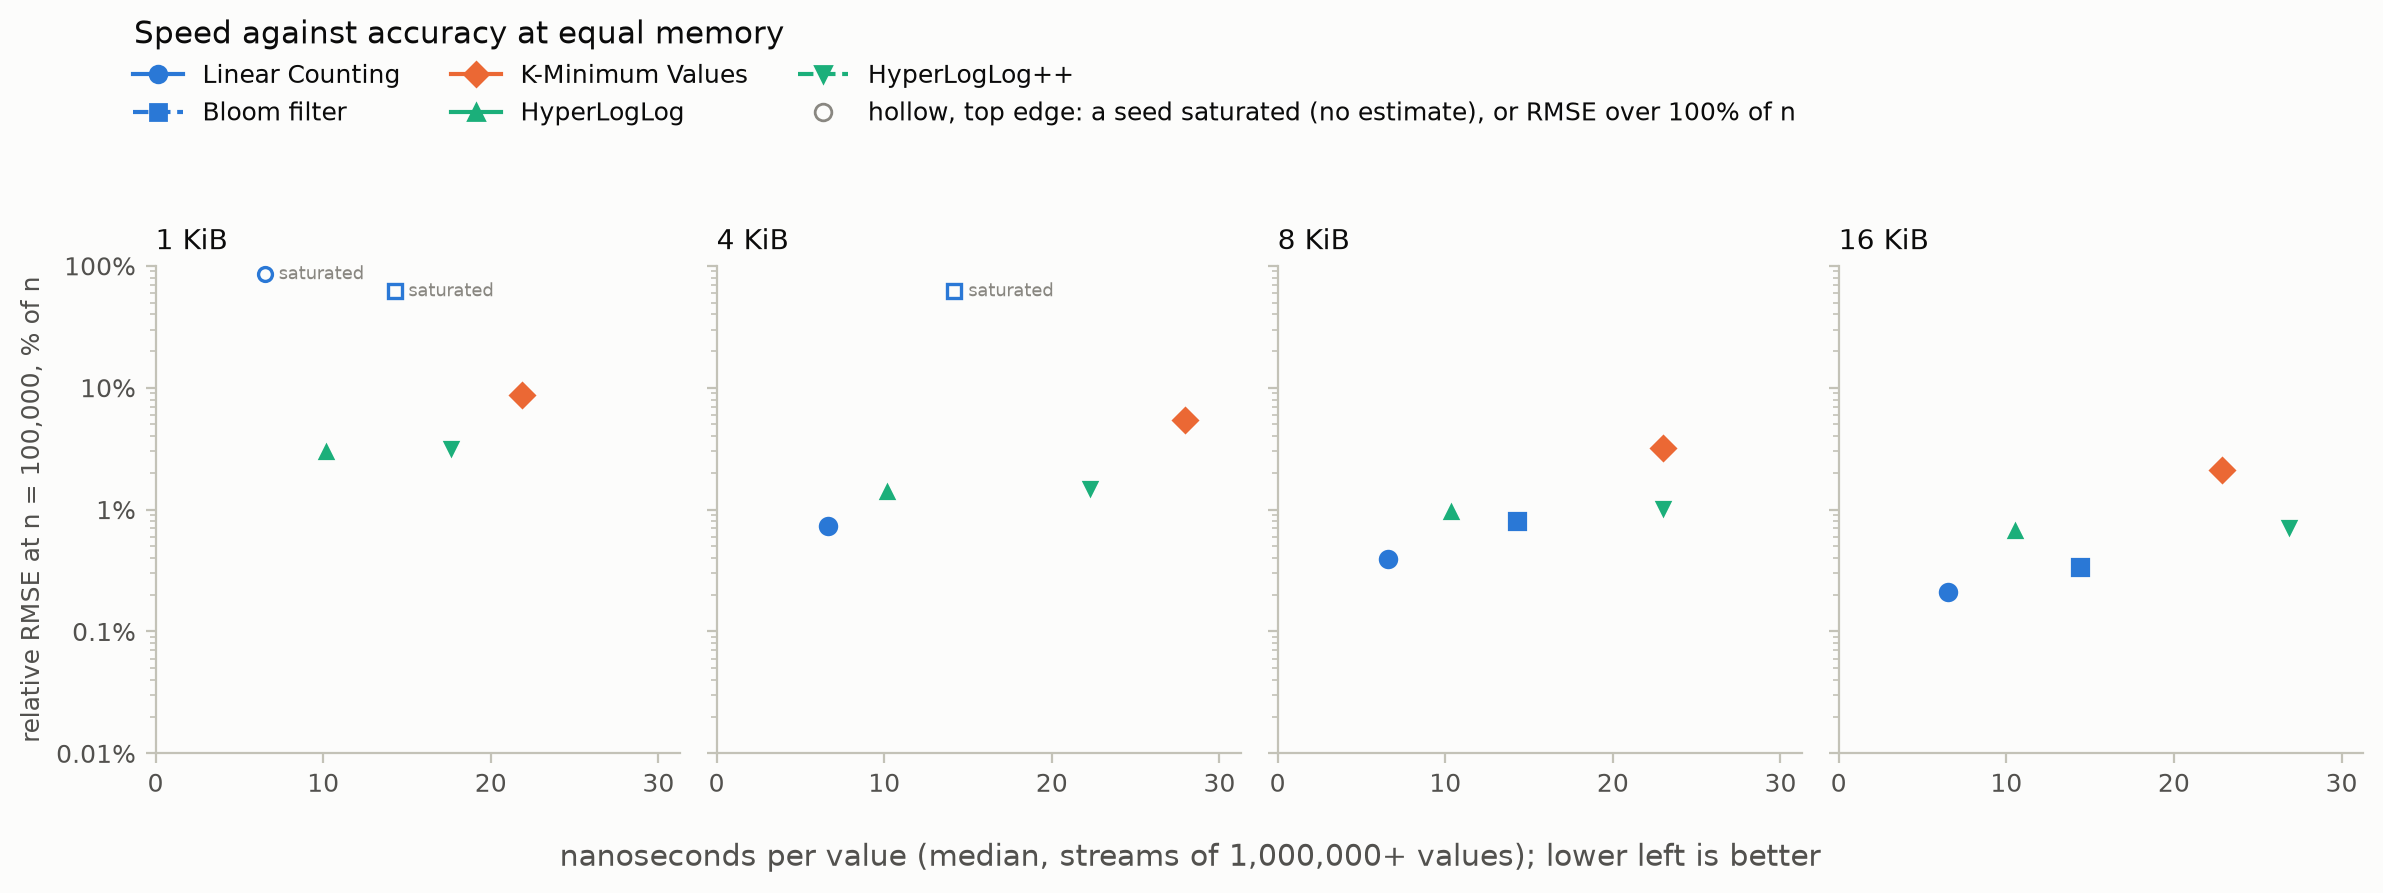 Speed against accuracy at equal memory
Linear Counting
K-Minimum Values
HyperLogLog++
Bloom filter
HyperLogLog
hollow, top edge: a seed saturated (no estimate), or RMSE over 100% of n
1 KiB
4 KiB
8 KiB
16 KiB
relative RMSE at n = 100,000, % of n
100%
10%
1%
0.1%
0.01%
saturated
saturated
saturated
0 10 20 30
0 10 20 30
0 10 20 30
0 10 20 30
nanoseconds per value (median, streams of 1,000,000+ values); lower left is better